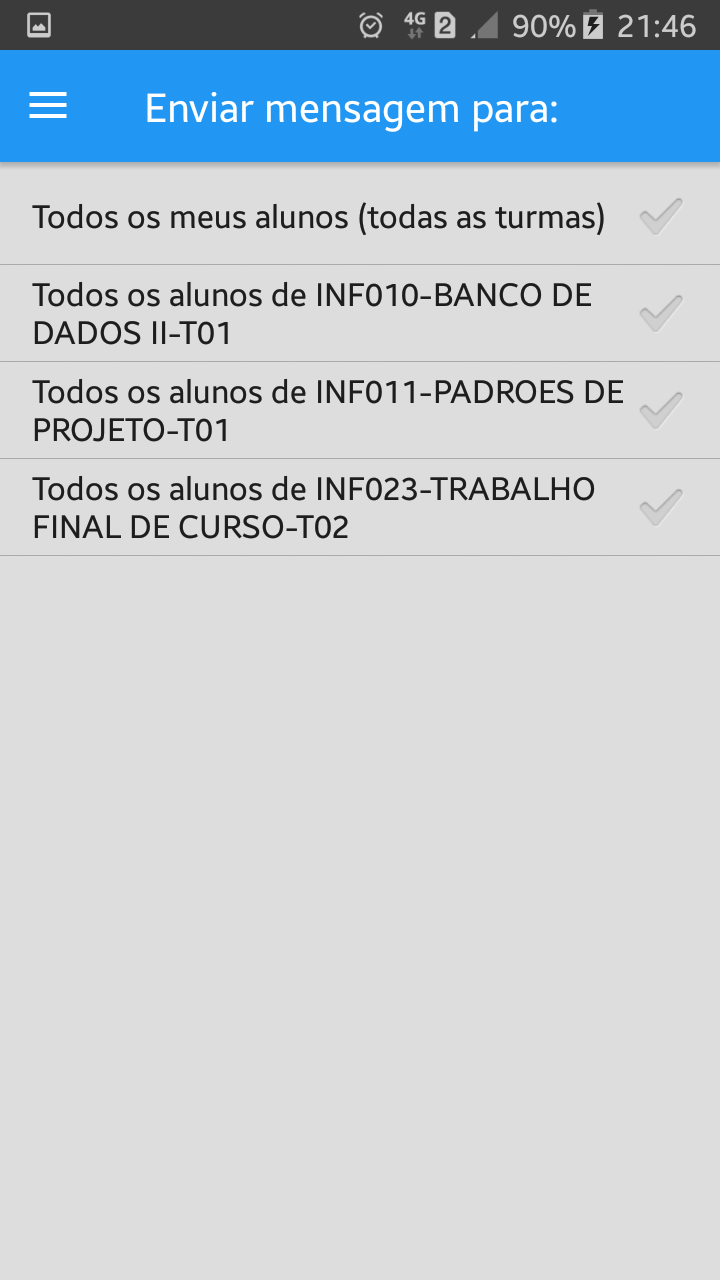 4G 2 90% 21:46
Enviar mensagem para:
Todos os meus alunos (todas as turmas)
Todos os alunos de INF010-BANCO DE
DADOS II-T01
Todos os alunos de INF011-PADROES DE
PROJETO-T01
Todos os alunos de INF023-TRABALHO
FINAL DE CURSO-T02